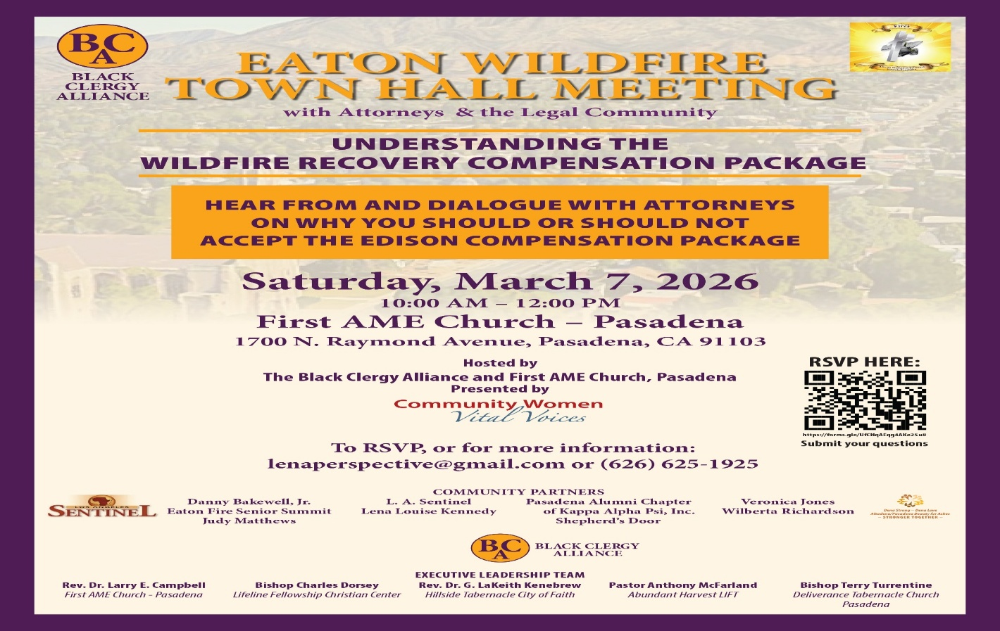 BCA
BLACK
CLERGY
ALLIANCE
EATON WILDFIRE
TOWN HALL MEETING
with Attorneys & the Legal Community
UNDERSTANDING THE
WILDFIRE RECOVERY COMPENSATION PACKAGE
HEAR FROM AND DIALOGUE WITH ATTORNEYS
ON WHY YOU SHOULD OR SHOULD NOT
ACCEPT THE EDISON COMPENSATION PACKAGE
Saturday, March 7, 2026
10:00 AM – 12:00 PM
First AME Church – Pasadena
1700 N. Raymond Avenue, Pasadena, CA 91103
Hosted by
The Black Clergy Alliance and First AME Church, Pasadena
Presented by
Community Women
Vital Voices
RSVP HERE:
Submit your questions
To RSVP, or for more information:
lenaperspective@gmail.com or (626) 625-1925
COMMUNITY PARTNERS
LOS ANGELES
SENTINEL
Danny Bakewell, Jr.
Eaton Fire Senior Summit
Judy Matthews
L. A. Sentinel
Lena Louise Kennedy
Pasadena Alumni Chapter
of Kappa Alpha Psi, Inc.
Shepherd's Door
Veronica Jones
Wilberta Richardson
Dena Strong – Dena Love
Altadena/Pasadena Beauty for Ashes
– STRONGER TOGETHER –
BCA
BLACK CLERGY
ALLIANCE
EXECUTIVE LEADERSHIP TEAM
Rev. Dr. Larry E. Campbell
First AME Church – Pasadena
Bishop Charles Dorsey
Lifeline Fellowship Christian Center
Rev. Dr. G. LaKeith Kenebrew
Hillside Tabernacle City of Faith
Pastor Anthony McFarland
Abundant Harvest LIFT
Bishop Terry Turrentine
Deliverance Tabernacle Church
Pasadena